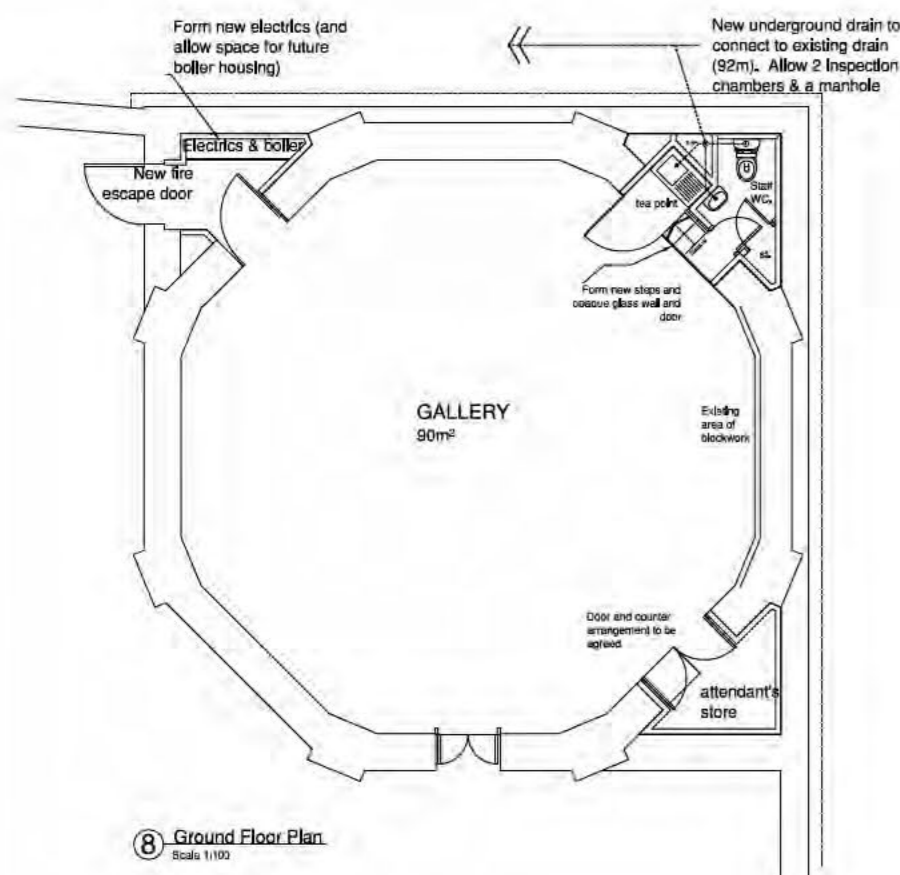 Form new electrics (and
allow space for future
boiler housing)
New underground drain to
connect to existing drain
(92m). Allow 2 Inspection
chambers & a manhole
Electrics & boiler
New fire
escape door
Staff
WC
tea point
Form new steps and
opaque glass wall and
door
GALLERY
90m²
Existing
area of
blockwork
Door and counter
arrangement to be
agreed
attendant's
store
8 Ground Floor Plan
Scale 1/100